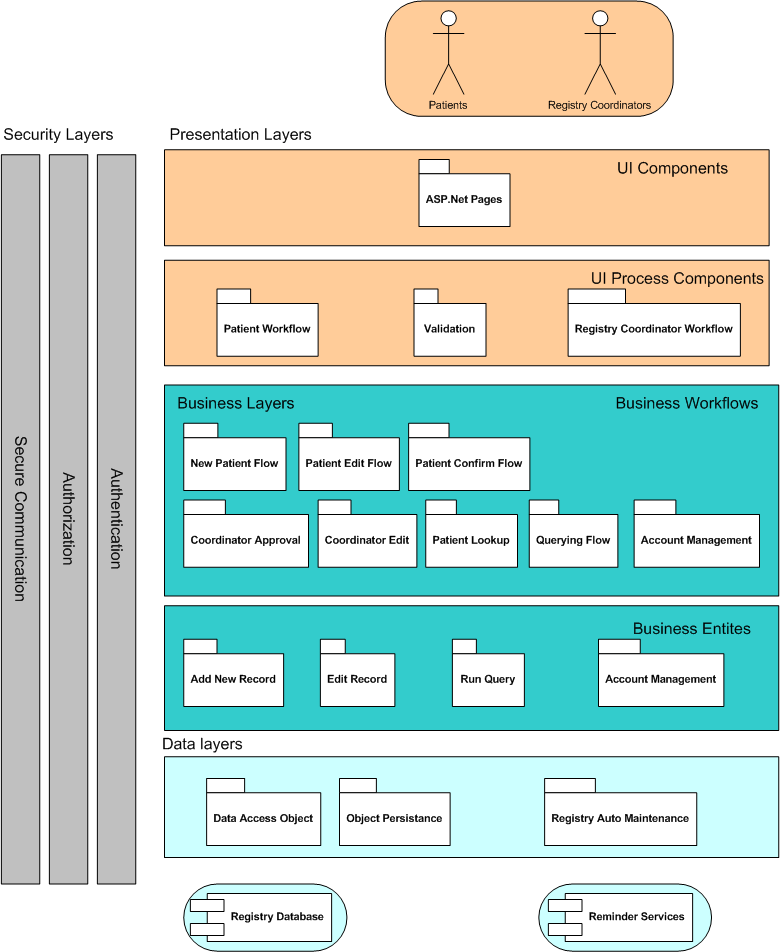 Patients
Registry Coordinators
Security Layers
Presentation Layers
UI Components
ASP.Net Pages
UI Process Components
Patient Workflow
Validation
Registry Coordinator Workflow
Business Layers
Business Workflows
New Patient Flow
Patient Edit Flow
Patient Confirm Flow
Coordinator Approval
Coordinator Edit
Patient Lookup
Querying Flow
Account Management
Secure Communication
Authorization
Authentication
Business Entites
Add New Record
Edit Record
Run Query
Account Management
Data layers
Data Access Object
Object Persistance
Registry Auto Maintenance
Registry Database
Reminder Services